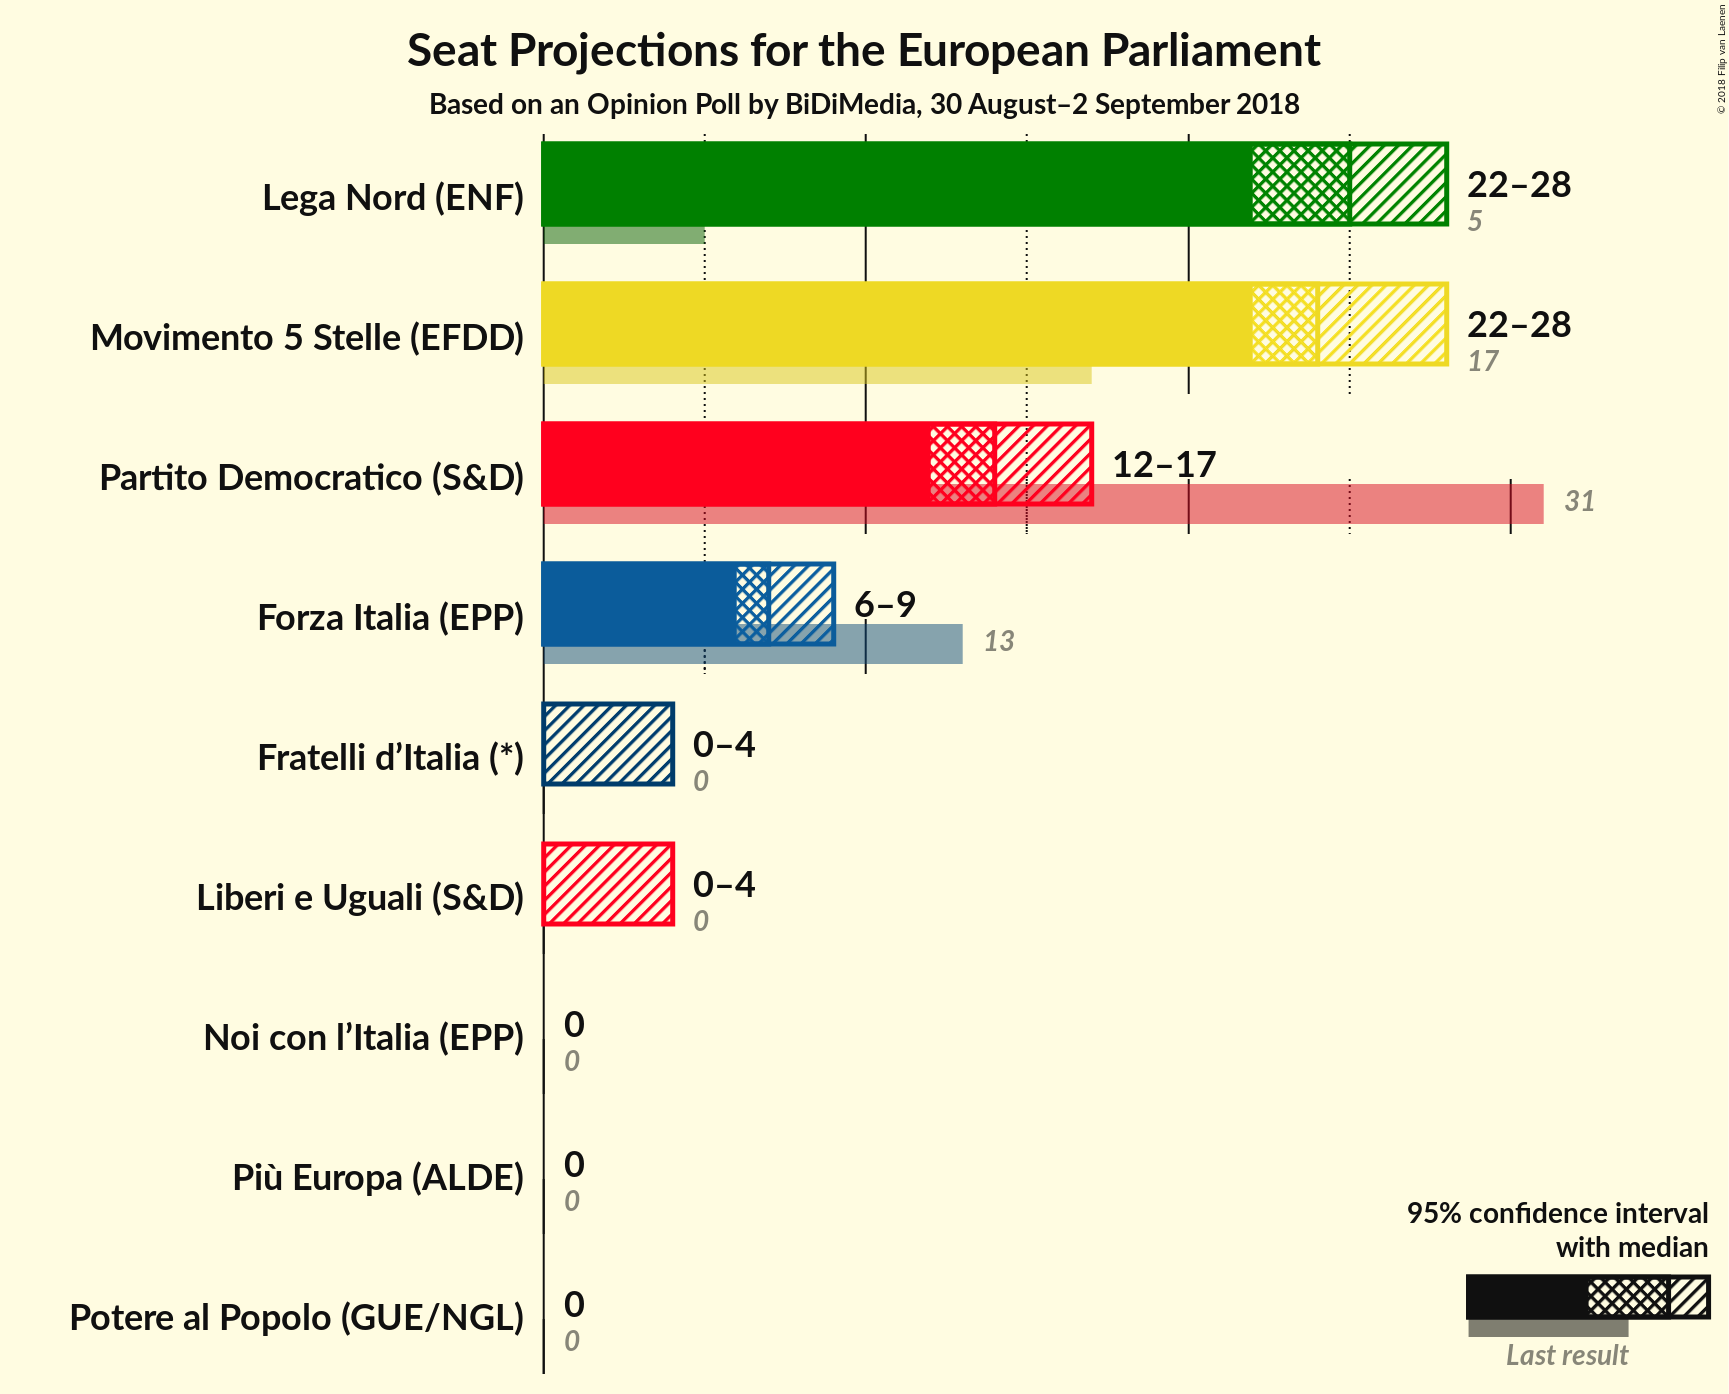 Seat Projections for the European Parliament
Based on an Opinion Poll by BiDiMedia, 30 August–2 September 2018
© 2018 Filip van Laenen
Lega Nord (ENF)
22–28
5
Movimento 5 Stelle (EFDD)
22–28
17
Partito Democratico (S&D)
12–17
31
Forza Italia (EPP)
6–9
13
Fratelli d’Italia (*)
0–4
0
Liberi e Uguali (S&D)
0–4
0
Noi con l’Italia (EPP)
0
0
Più Europa (ALDE)
0
0
Potere al Popolo (GUE/NGL)
0
0
95% confidence interval
with median
Last result